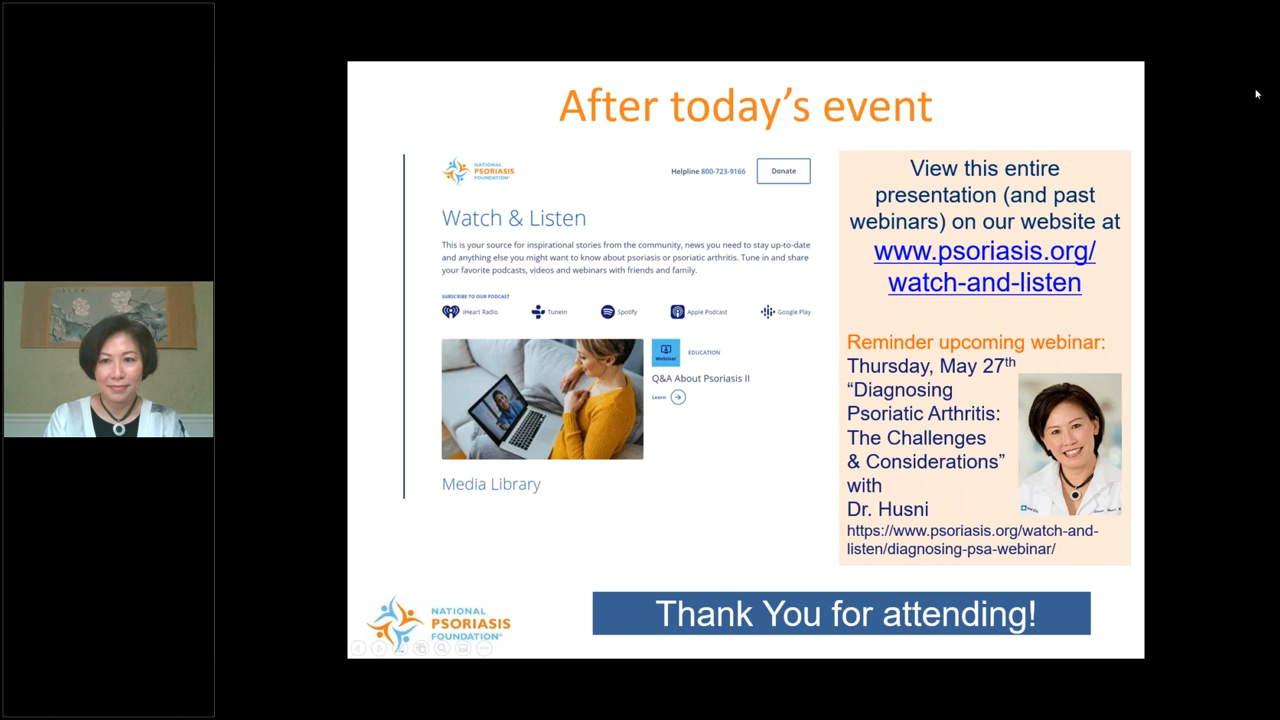 After today’s event
NATIONAL
PSORIASIS
FOUNDATION®
Helpline 800-723-9166
Donate
Watch & Listen
This is your source for inspirational stories from the community, news you need to stay up-to-date
and anything else you might want to know about psoriasis or psoriatic arthritis. Tune in and share
your favorite podcasts, videos and webinars with friends and family.
SUBSCRIBE TO OUR PODCAST
iHeart Radio
TuneIn
Spotify
Apple Podcast
Google Play
Webinar
EDUCATION
Q&A About Psoriasis II
Learn
Media Library
View this entire
presentation (and past
webinars) on our website at
www.psoriasis.org/
watch-and-listen
Reminder upcoming webinar:
Thursday, May 27th
“Diagnosing
Psoriatic Arthritis:
The Challenges
& Considerations”
with
Dr. Husni
https://www.psoriasis.org/watch-and-
listen/diagnosing-psa-webinar/
NATIONAL
PSORIASIS
FOUNDATION®
Thank You for attending!